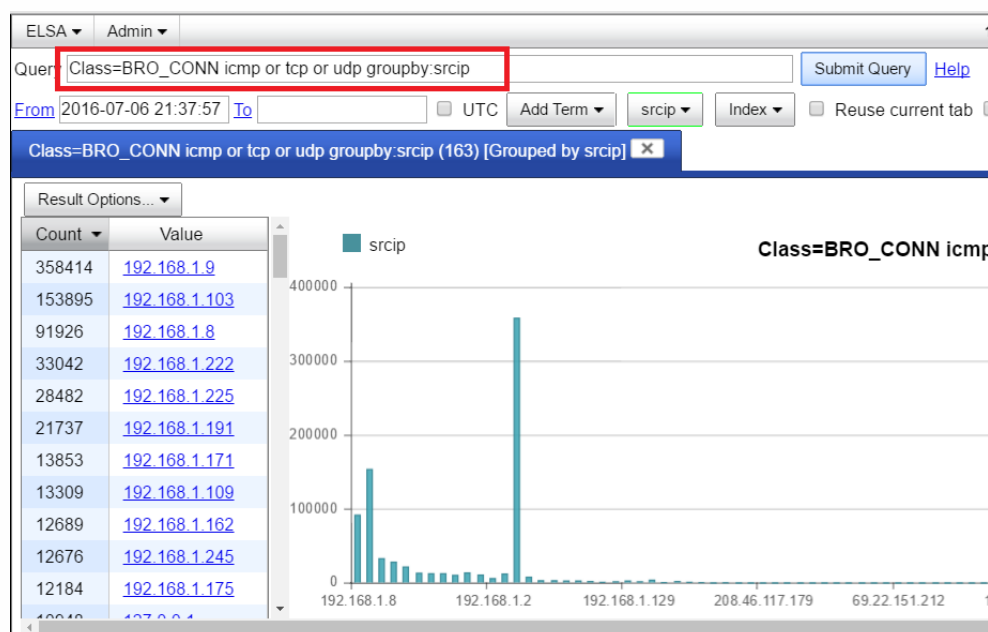 ELSA Admin
Query Class=BRO_CONN icmp or tcp or udp groupby:srcip Submit Query Help
From 2016-07-06 21:37:57 To UTC Add Term srcip Index Reuse current tab
Class=BRO_CONN icmp or tcp or udp groupby:srcip (163) [Grouped by srcip] X
Result Options...
Count Value
358414 192.168.1.9
153895 192.168.1.103
91926 192.168.1.8
33042 192.168.1.222
28482 192.168.1.225
21737 192.168.1.191
13853 192.168.1.171
13309 192.168.1.109
12689 192.168.1.162
12676 192.168.1.245
12184 192.168.1.175
srcip
Class=BRO_CONN icmp
400000
300000
200000
100000
0
192.168.1.8 192.168.1.2 192.168.1.129 208.46.117.179 69.22.151.212